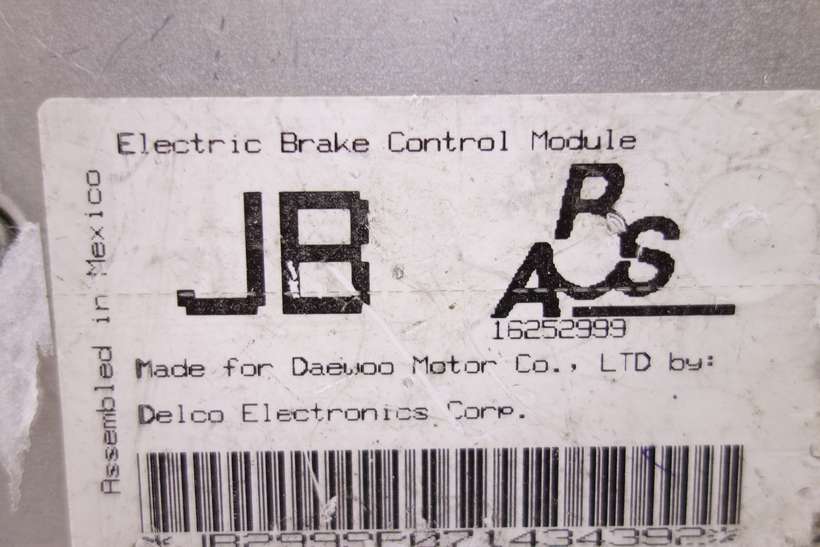 Electric Brake Control Module
JB
ABS
16252999
Made for Daewoo Motor Co., LTD by:
Delco Electronics Corp.
Assembled in Mexico